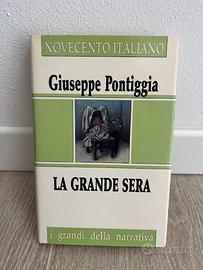 NOVECENTO ITALIANO
Giuseppe Pontiggia
LA GRANDE SERA
i grandi della narrativa